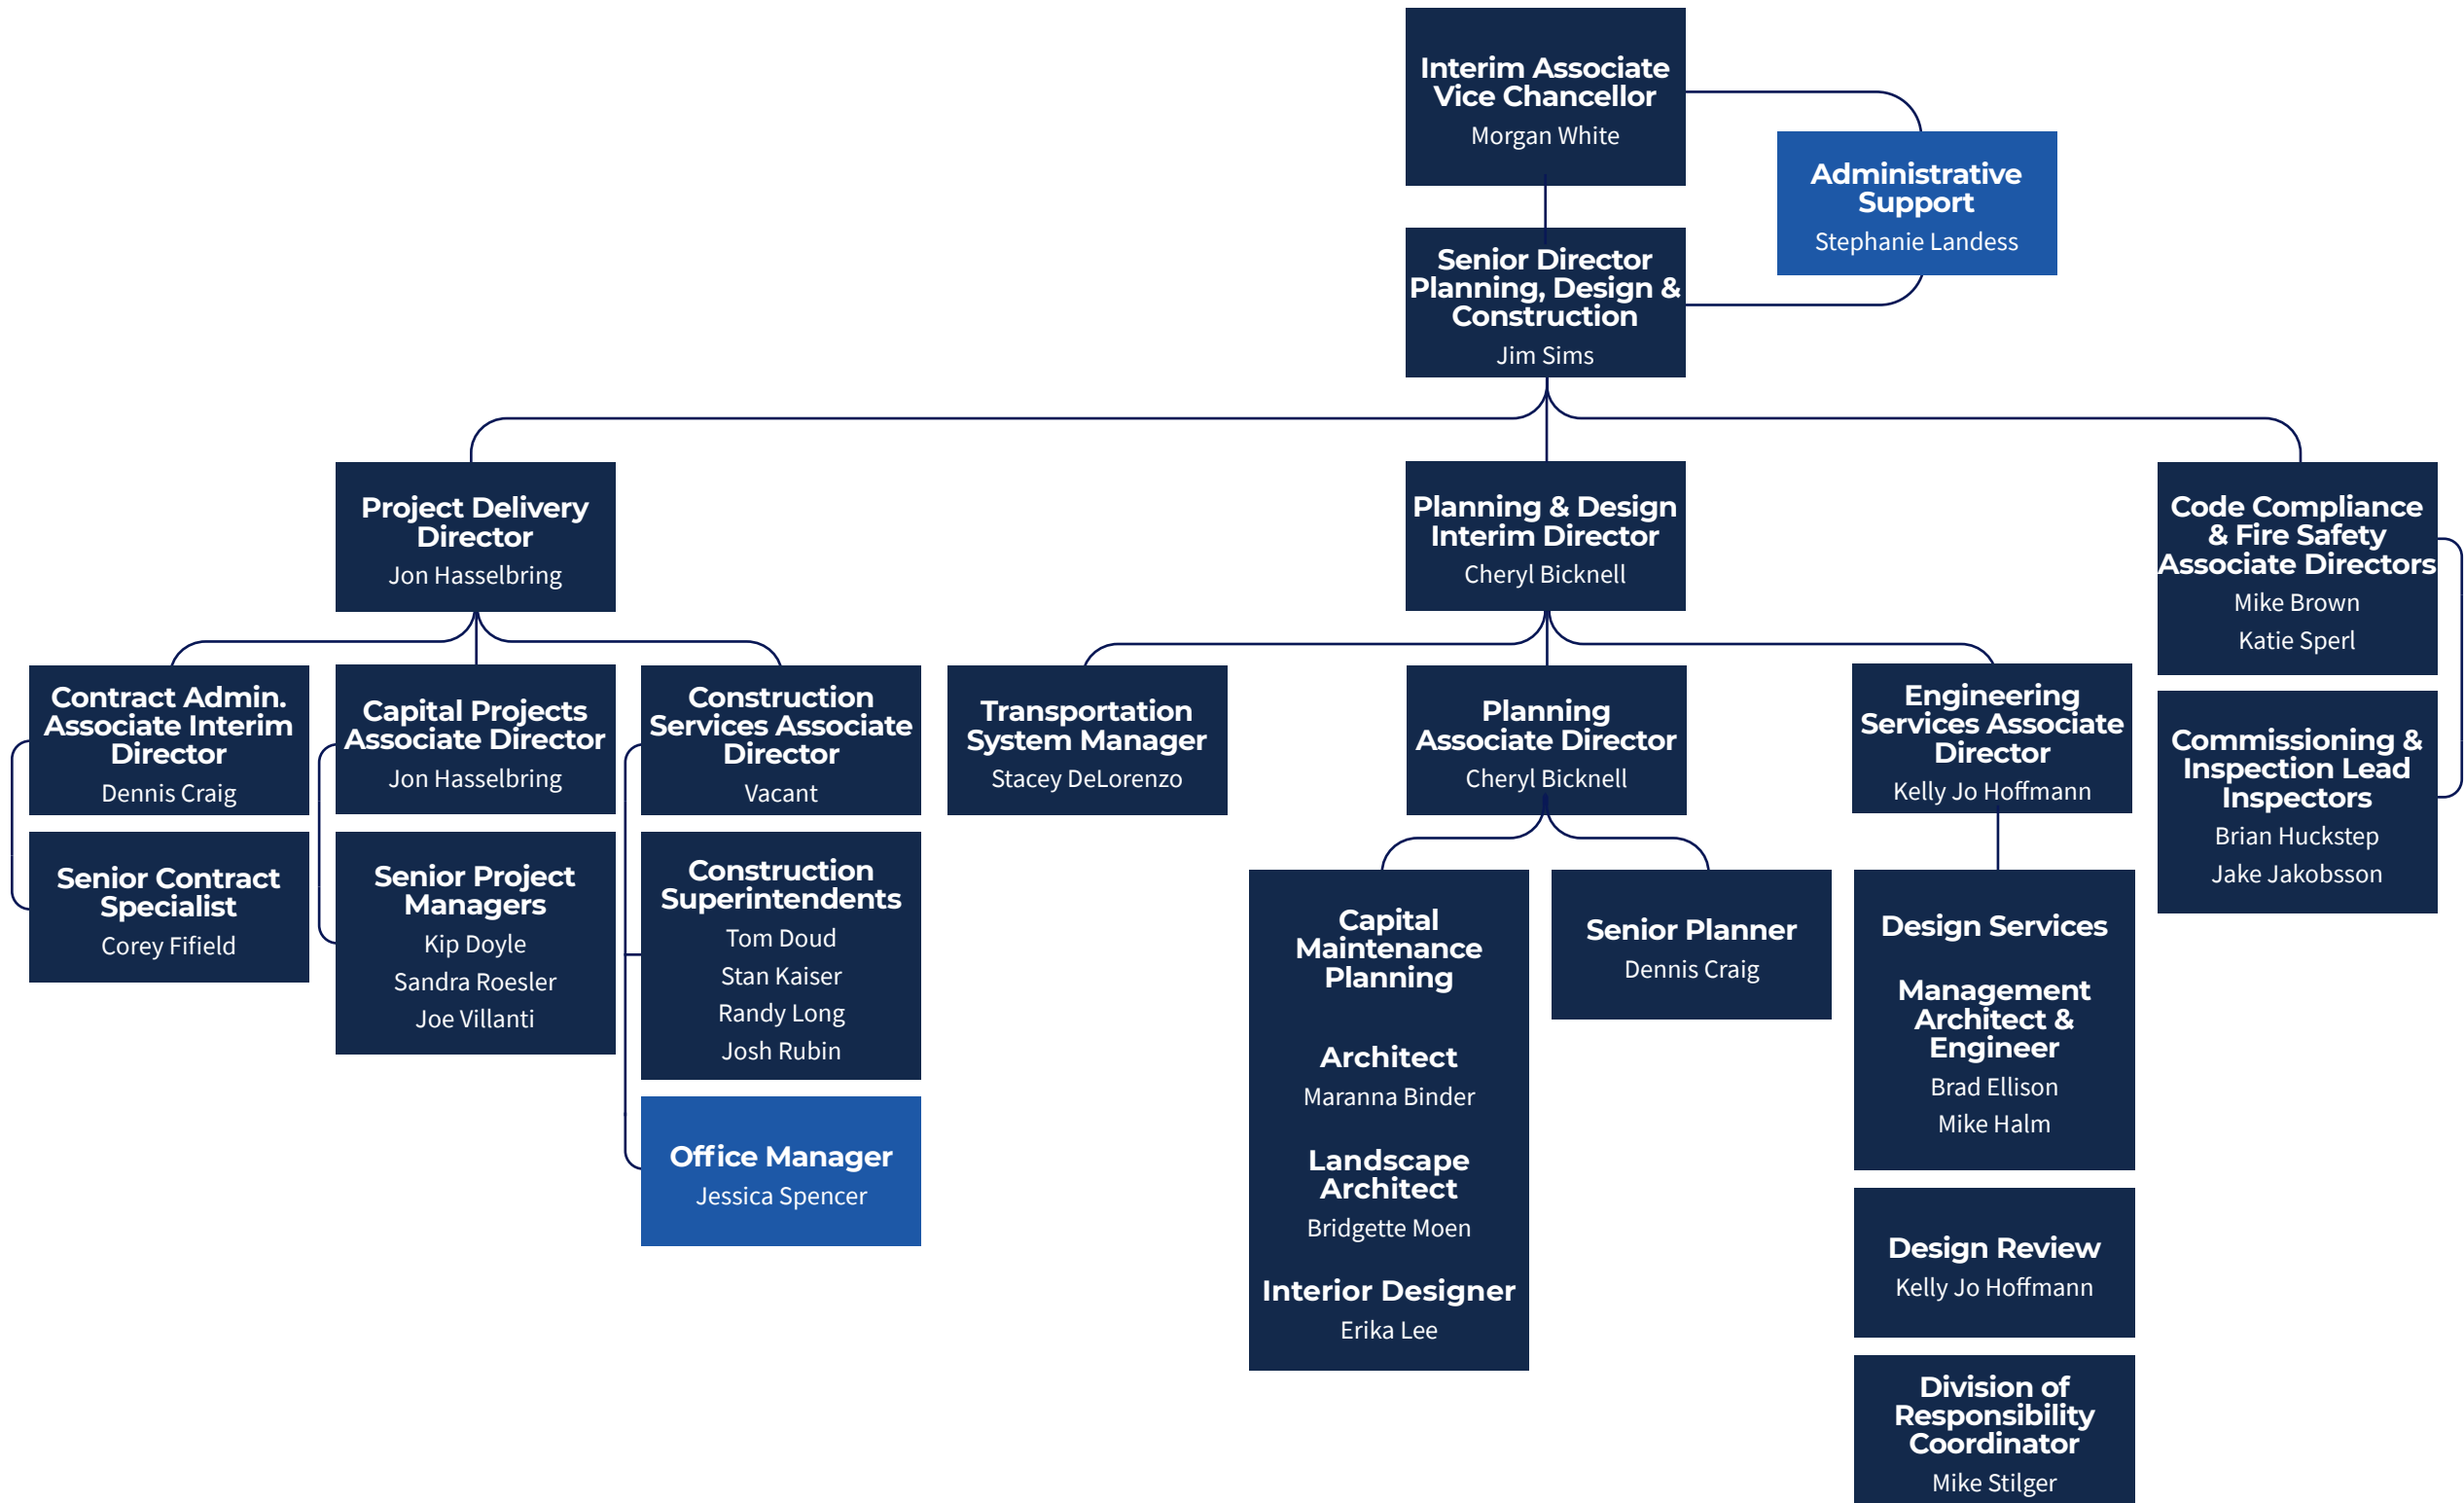 Interim Associate
Vice Chancellor
Morgan White
Administrative
Support
Stephanie Landess
Senior Director
Planning, Design &
Construction
Jim Sims
Project Delivery
Director
Jon Hasselbring
Planning & Design
Interim Director
Cheryl Bicknell
Code Compliance
& Fire Safety
Associate Directors
Mike Brown
Katie Sperl
Contract Admin.
Associate Interim
Director
Dennis Craig
Capital Projects
Associate Director
Jon Hasselbring
Construction
Services Associate
Director
Vacant
Transportation
System Manager
Stacey DeLorenzo
Planning
Associate Director
Cheryl Bicknell
Engineering
Services Associate
Director
Kelly Jo Hoffmann
Commissioning &
Inspection Lead
Inspectors
Brian Huckstep
Jake Jakobsson
Senior Contract
Specialist
Corey Fifield
Senior Project
Managers
Kip Doyle
Sandra Roesler
Joe Villanti
Construction
Superintendents
Tom Doud
Stan Kaiser
Randy Long
Josh Rubin
Office Manager
Jessica Spencer
Capital
Maintenance
Planning
Architect
Maranna Binder
Landscape
Architect
Bridgette Moen
Interior Designer
Erika Lee
Senior Planner
Dennis Craig
Design Services
Management
Architect &
Engineer
Brad Ellison
Mike Halm
Design Review
Kelly Jo Hoffmann
Division of
Responsibility
Coordinator
Mike Stilger